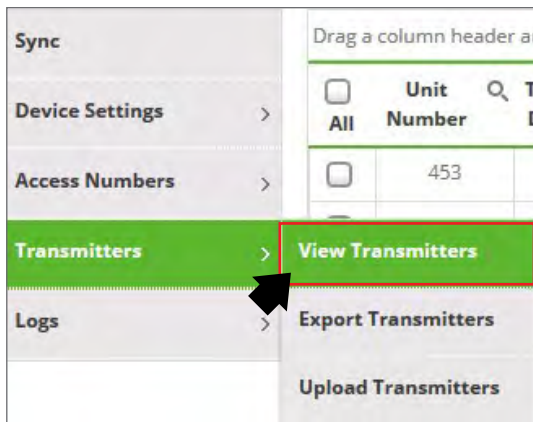 Sync
Device Settings
Access Numbers
Transmitters
Logs
View Transmitters
Export Transmitters
Upload Transmitters
Drag a column header
All
Unit
Number
453